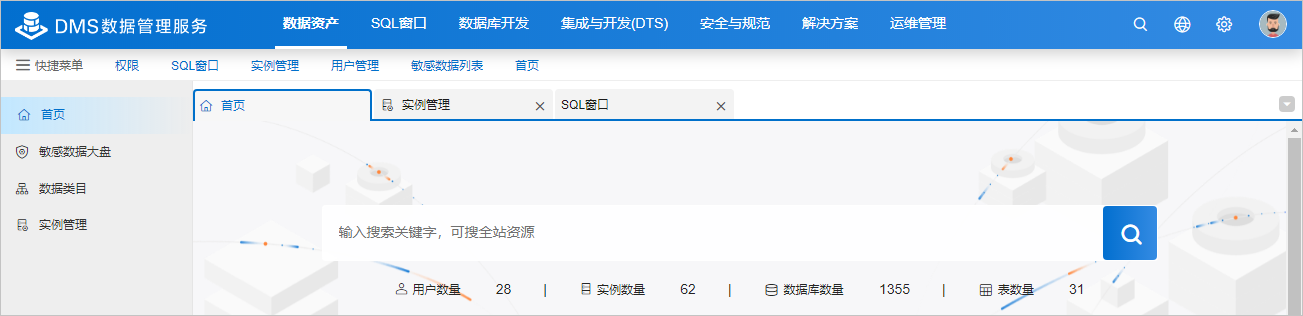 DMS数据管理服务 数据资产 SQL窗口 数据库开发 集成与开发(DTS) 安全与规范 解决方案 运维管理
快捷菜单 权限 SQL窗口 实例管理 用户管理 敏感数据列表 首页
首页
敏感数据大盘
数据类目
实例管理
首页 实例管理 SQL窗口
输入搜索关键字，可搜全站资源
用户数量 28 | 实例数量 62 | 数据库数量 1355 | 表数量 31